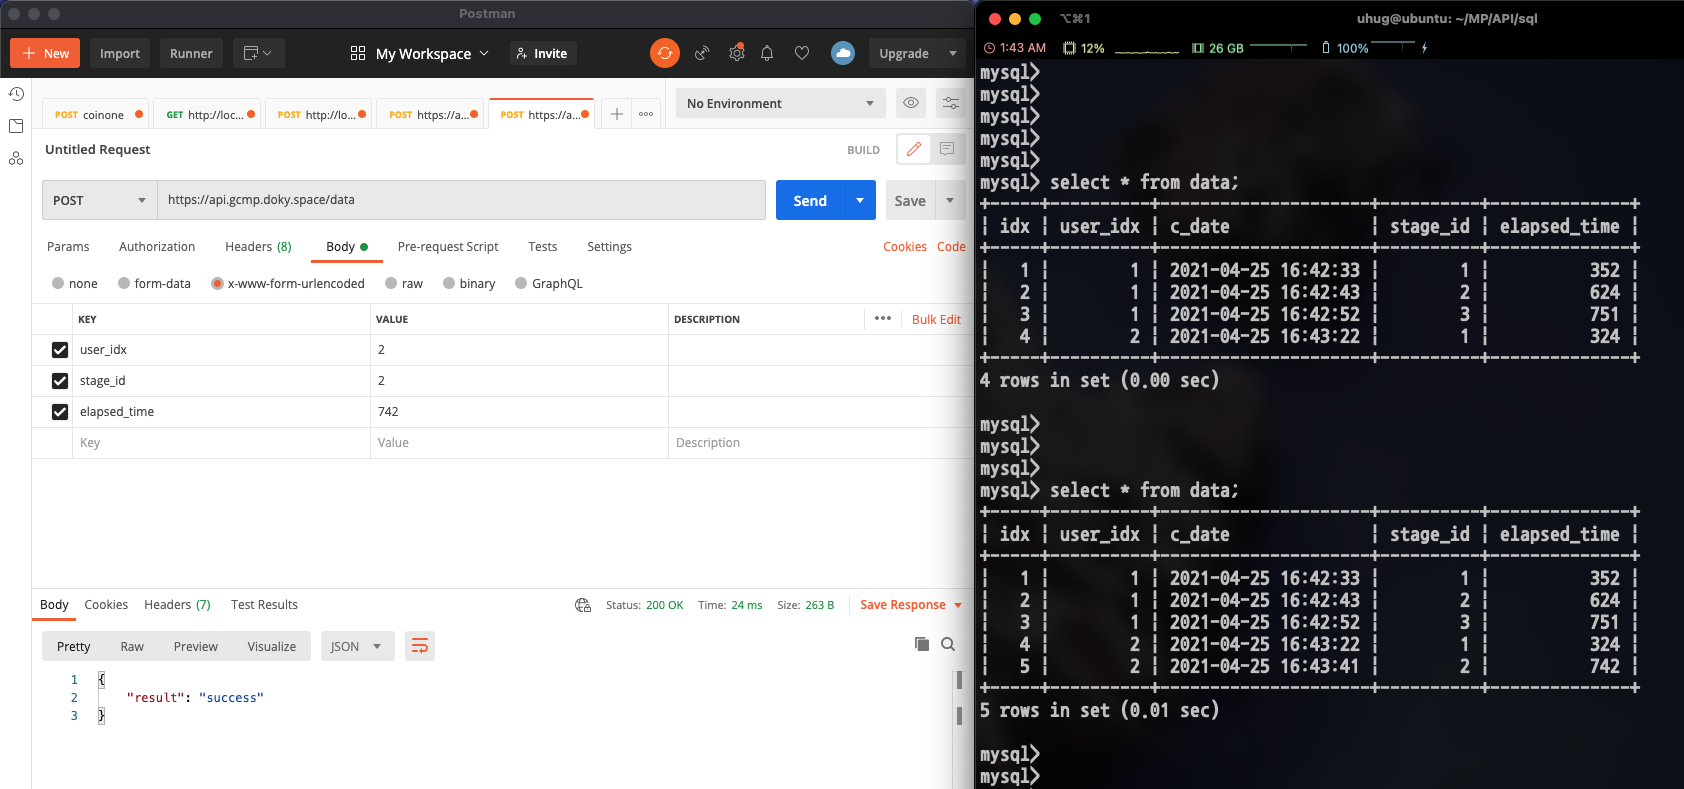 Postman
New Import Runner My Workspace Invite Upgrade
POST coinone GET http://loc... POST http://lo... POST https://a... POST https://a... No Environment
Untitled Request BUILD
POST https://api.gcmp.doky.space/data Send Save
Params Authorization Headers (8) Body Pre-request Script Tests Settings Cookies Code
none form-data x-www-form-urlencoded raw binary GraphQL
KEY VALUE DESCRIPTION Bulk Edit
user_idx 2
stage_id 2
elapsed_time 742
Key Value Description
Body Cookies Headers (7) Test Results Status: 200 OK Time: 24 ms Size: 263 B Save Response
Pretty Raw Preview Visualize JSON
1 {
2 "result": "success"
3 }
⌥⌘1 uhug@ubuntu: ~/MP/API/sql
1:43 AM 12% 26 GB 100%
mysql>
mysql>
mysql>
mysql>
mysql>
mysql> select * from data;
+-----+----------+---------------------+----------+--------------+
| idx | user_idx | c_date | stage_id | elapsed_time |
+-----+----------+---------------------+----------+--------------+
| 1 | 1 | 2021-04-25 16:42:33 | 1 | 352 |
| 2 | 1 | 2021-04-25 16:42:43 | 2 | 624 |
| 3 | 1 | 2021-04-25 16:42:52 | 3 | 751 |
| 4 | 2 | 2021-04-25 16:43:22 | 1 | 324 |
+-----+----------+---------------------+----------+--------------+
4 rows in set (0.00 sec)
mysql>
mysql>
mysql>
mysql> select * from data;
+-----+----------+---------------------+----------+--------------+
| idx | user_idx | c_date | stage_id | elapsed_time |
+-----+----------+---------------------+----------+--------------+
| 1 | 1 | 2021-04-25 16:42:33 | 1 | 352 |
| 2 | 1 | 2021-04-25 16:42:43 | 2 | 624 |
| 3 | 1 | 2021-04-25 16:42:52 | 3 | 751 |
| 4 | 2 | 2021-04-25 16:43:22 | 1 | 324 |
| 5 | 2 | 2021-04-25 16:43:41 | 2 | 742 |
+-----+----------+---------------------+----------+--------------+
5 rows in set (0.01 sec)
mysql>
mysql>